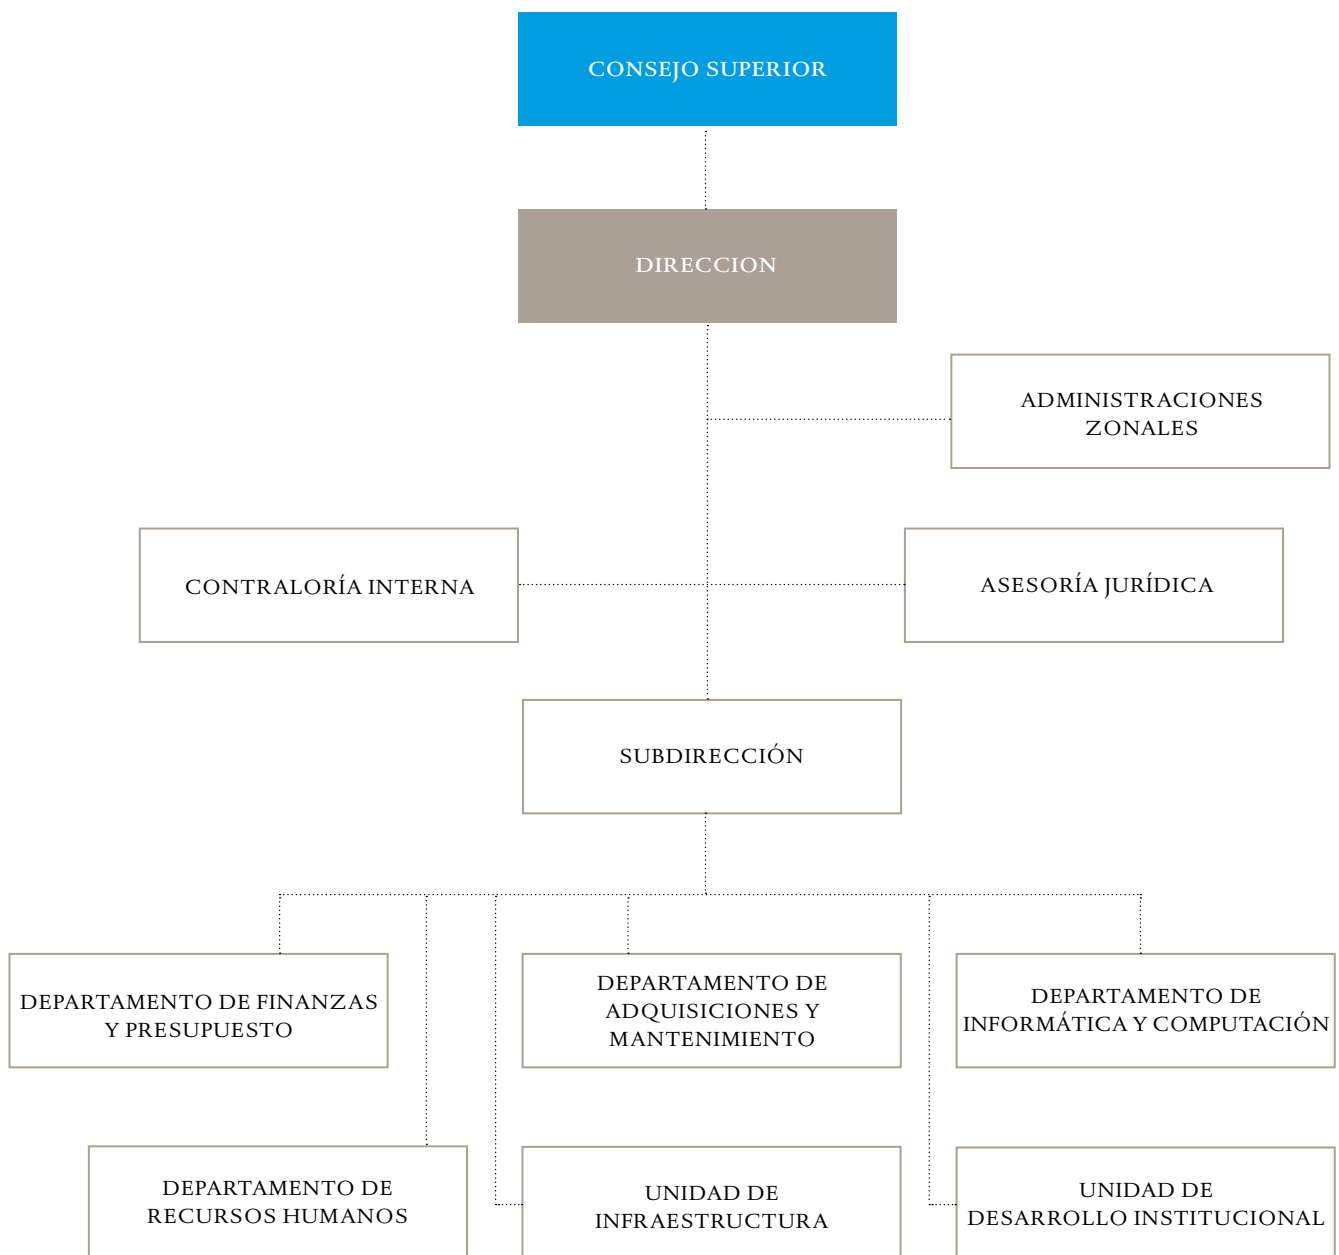 CONSEJO SUPERIOR
DIRECCION
ADMINISTRACIONES
ZONALES
CONTRALORÍA INTERNA
ASESORÍA JURÍDICA
SUBDIRECCIÓN
DEPARTAMENTO DE FINANZAS
Y PRESUPUESTO
DEPARTAMENTO DE
ADQUISICIONES Y
MANTENIMIENTO
DEPARTAMENTO DE
INFORMÁTICA Y COMPUTACIÓN
DEPARTAMENTO DE
RECURSOS HUMANOS
UNIDAD DE
INFRAESTRUCTURA
UNIDAD DE
DESARROLLO INSTITUCIONAL